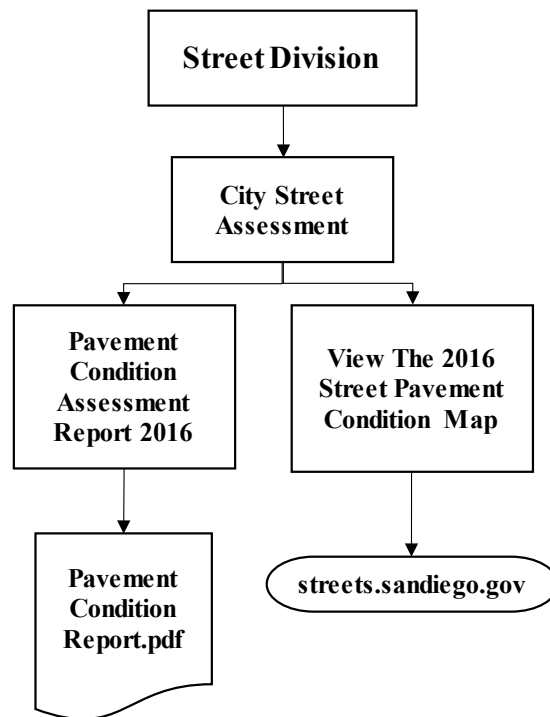 Street Division
City Street
Assessment
Pavement
Condition
Assessment
Report 2016
View The 2016
Street Pavement
Condition Map
Pavement
Condition
Report.pdf
streets.sandiego.gov